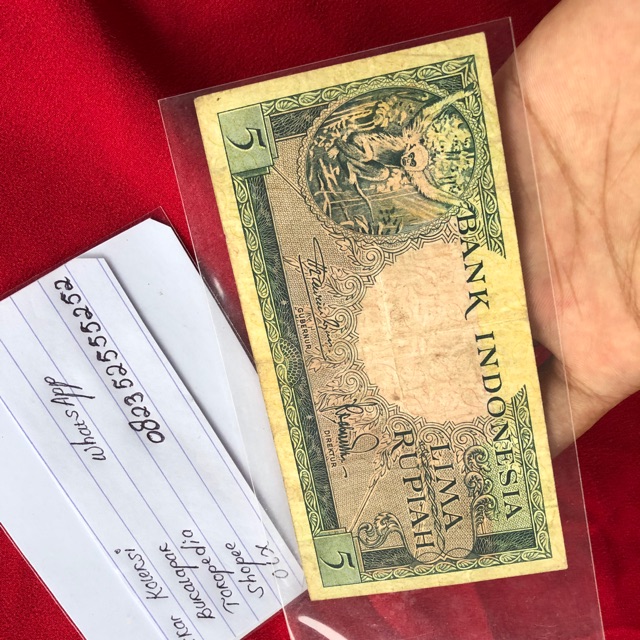 BANK INDONESIA
LIMA
RUPIAH
5
GUBERNUR
DIREKTUR
5
WhatsApp
082352555252
Koleksi
Bukalapak
Tokopedia
Shopee
Olx